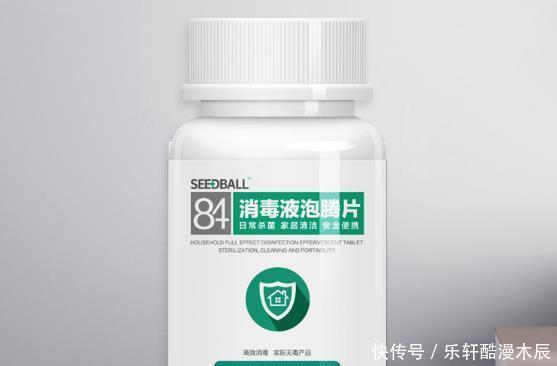 SEEDBALL™
84 消毒液泡腾片
日常杀菌 家居清洁 安全便携
HOUSEHOLD FULL EFFECT DISINFECTION EFFERVESCENT TABLET
STERILIZATION, CLEANING AND PORTABILITY
高效消毒 实际无毒产品
快传号 / 乐轩酷漫木辰